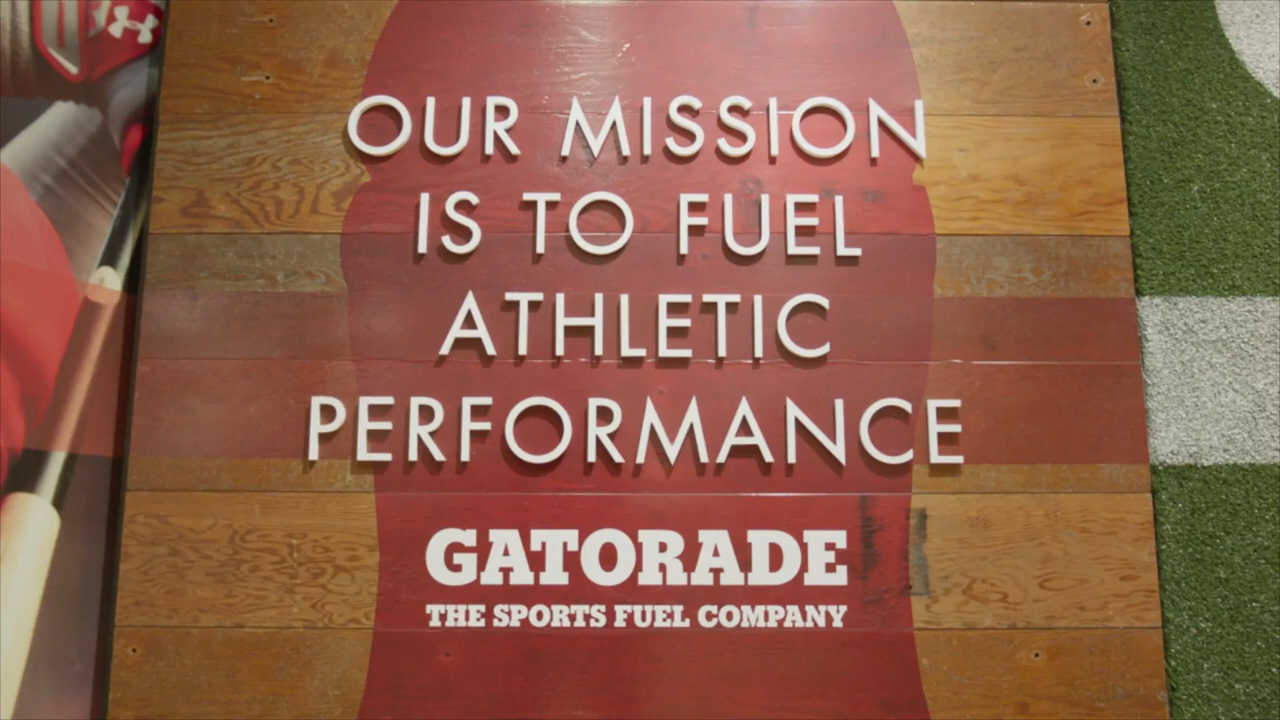 OUR MISSION
IS TO FUEL
ATHLETIC
PERFORMANCE
GATORADE
THE SPORTS FUEL COMPANY